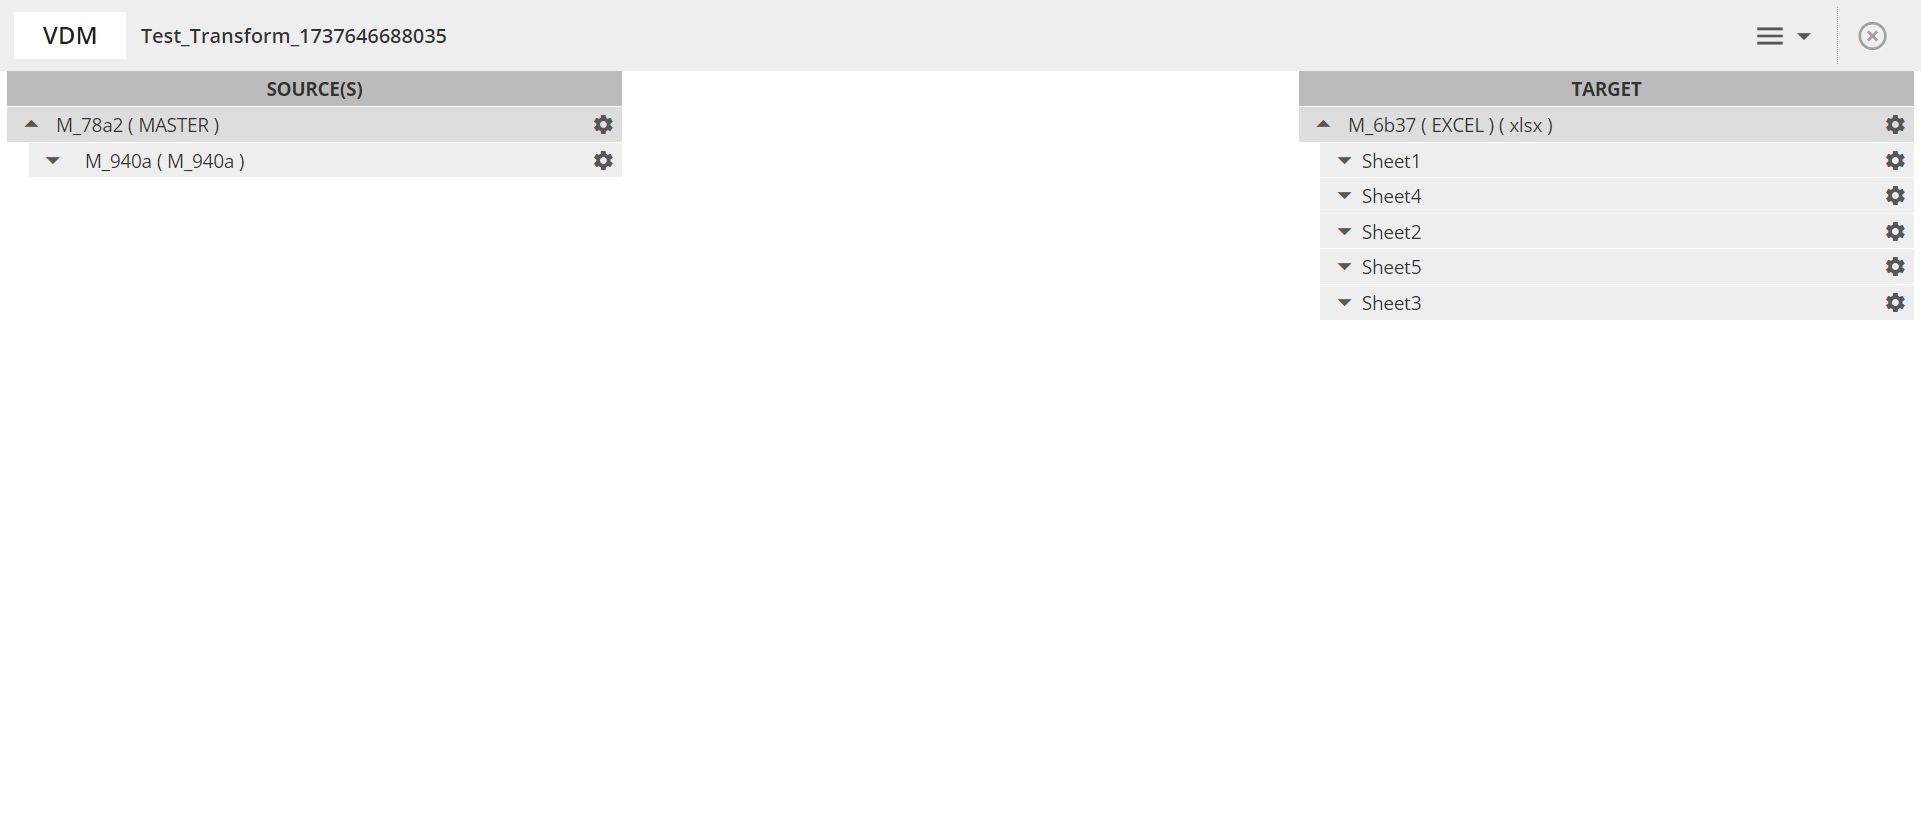 VDM Test_Transform_1737646688035
SOURCE(S)
M_78a2 ( MASTER )
M_940a ( M_940a )
TARGET
M_6b37 ( EXCEL ) ( xlsx )
Sheet1
Sheet4
Sheet2
Sheet5
Sheet3